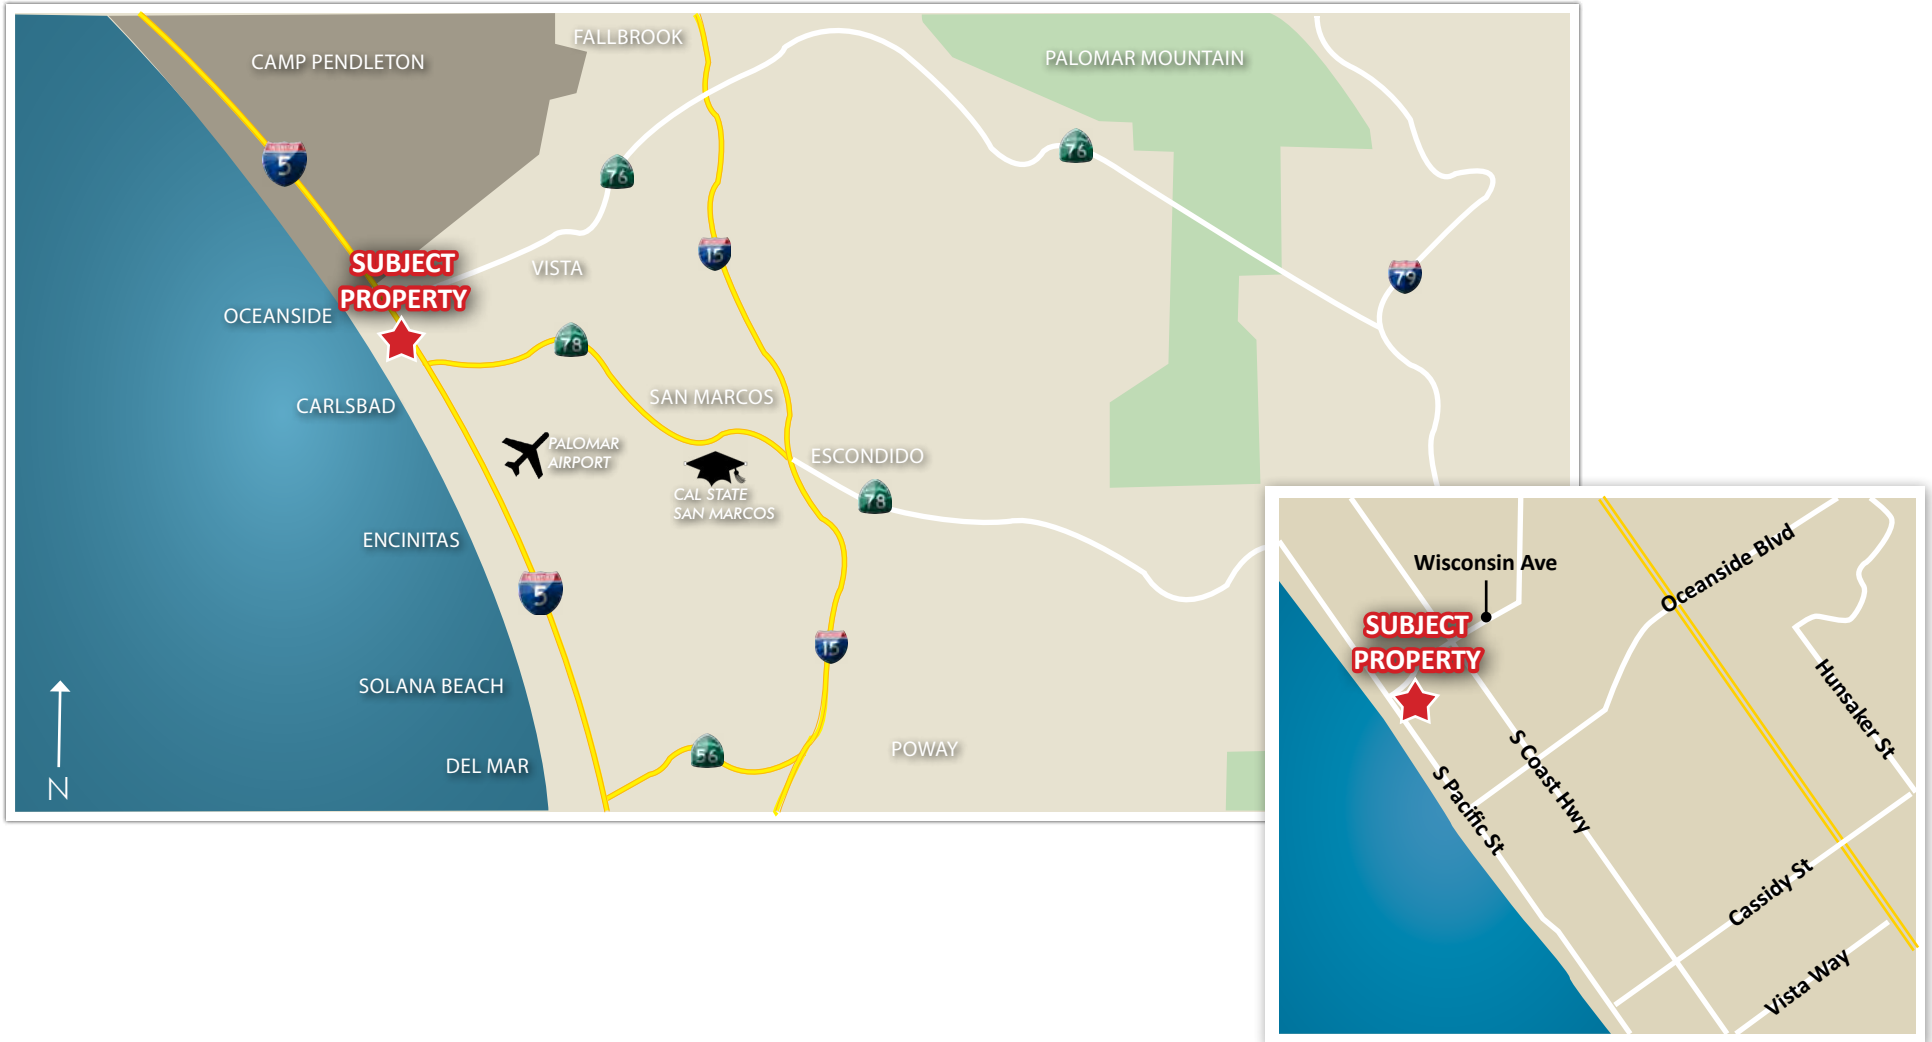 FALLBROOK
CAMP PENDLETON
PALOMAR MOUNTAIN
5
76
76
15
79
SUBJECT
PROPERTY
VISTA
OCEANSIDE
78
CARLSBAD
SAN MARCOS
PALOMAR
AIRPORT
ESCONDIDO
CAL STATE
SAN MARCOS
78
ENCINITAS
5
15
SOLANA BEACH
56
POWAY
DEL MAR
N
Wisconsin Ave
Oceanside Blvd
SUBJECT
PROPERTY
Hunsaker St
S Coast Hwy
S Pacific St
Cassidy St
Vista Way